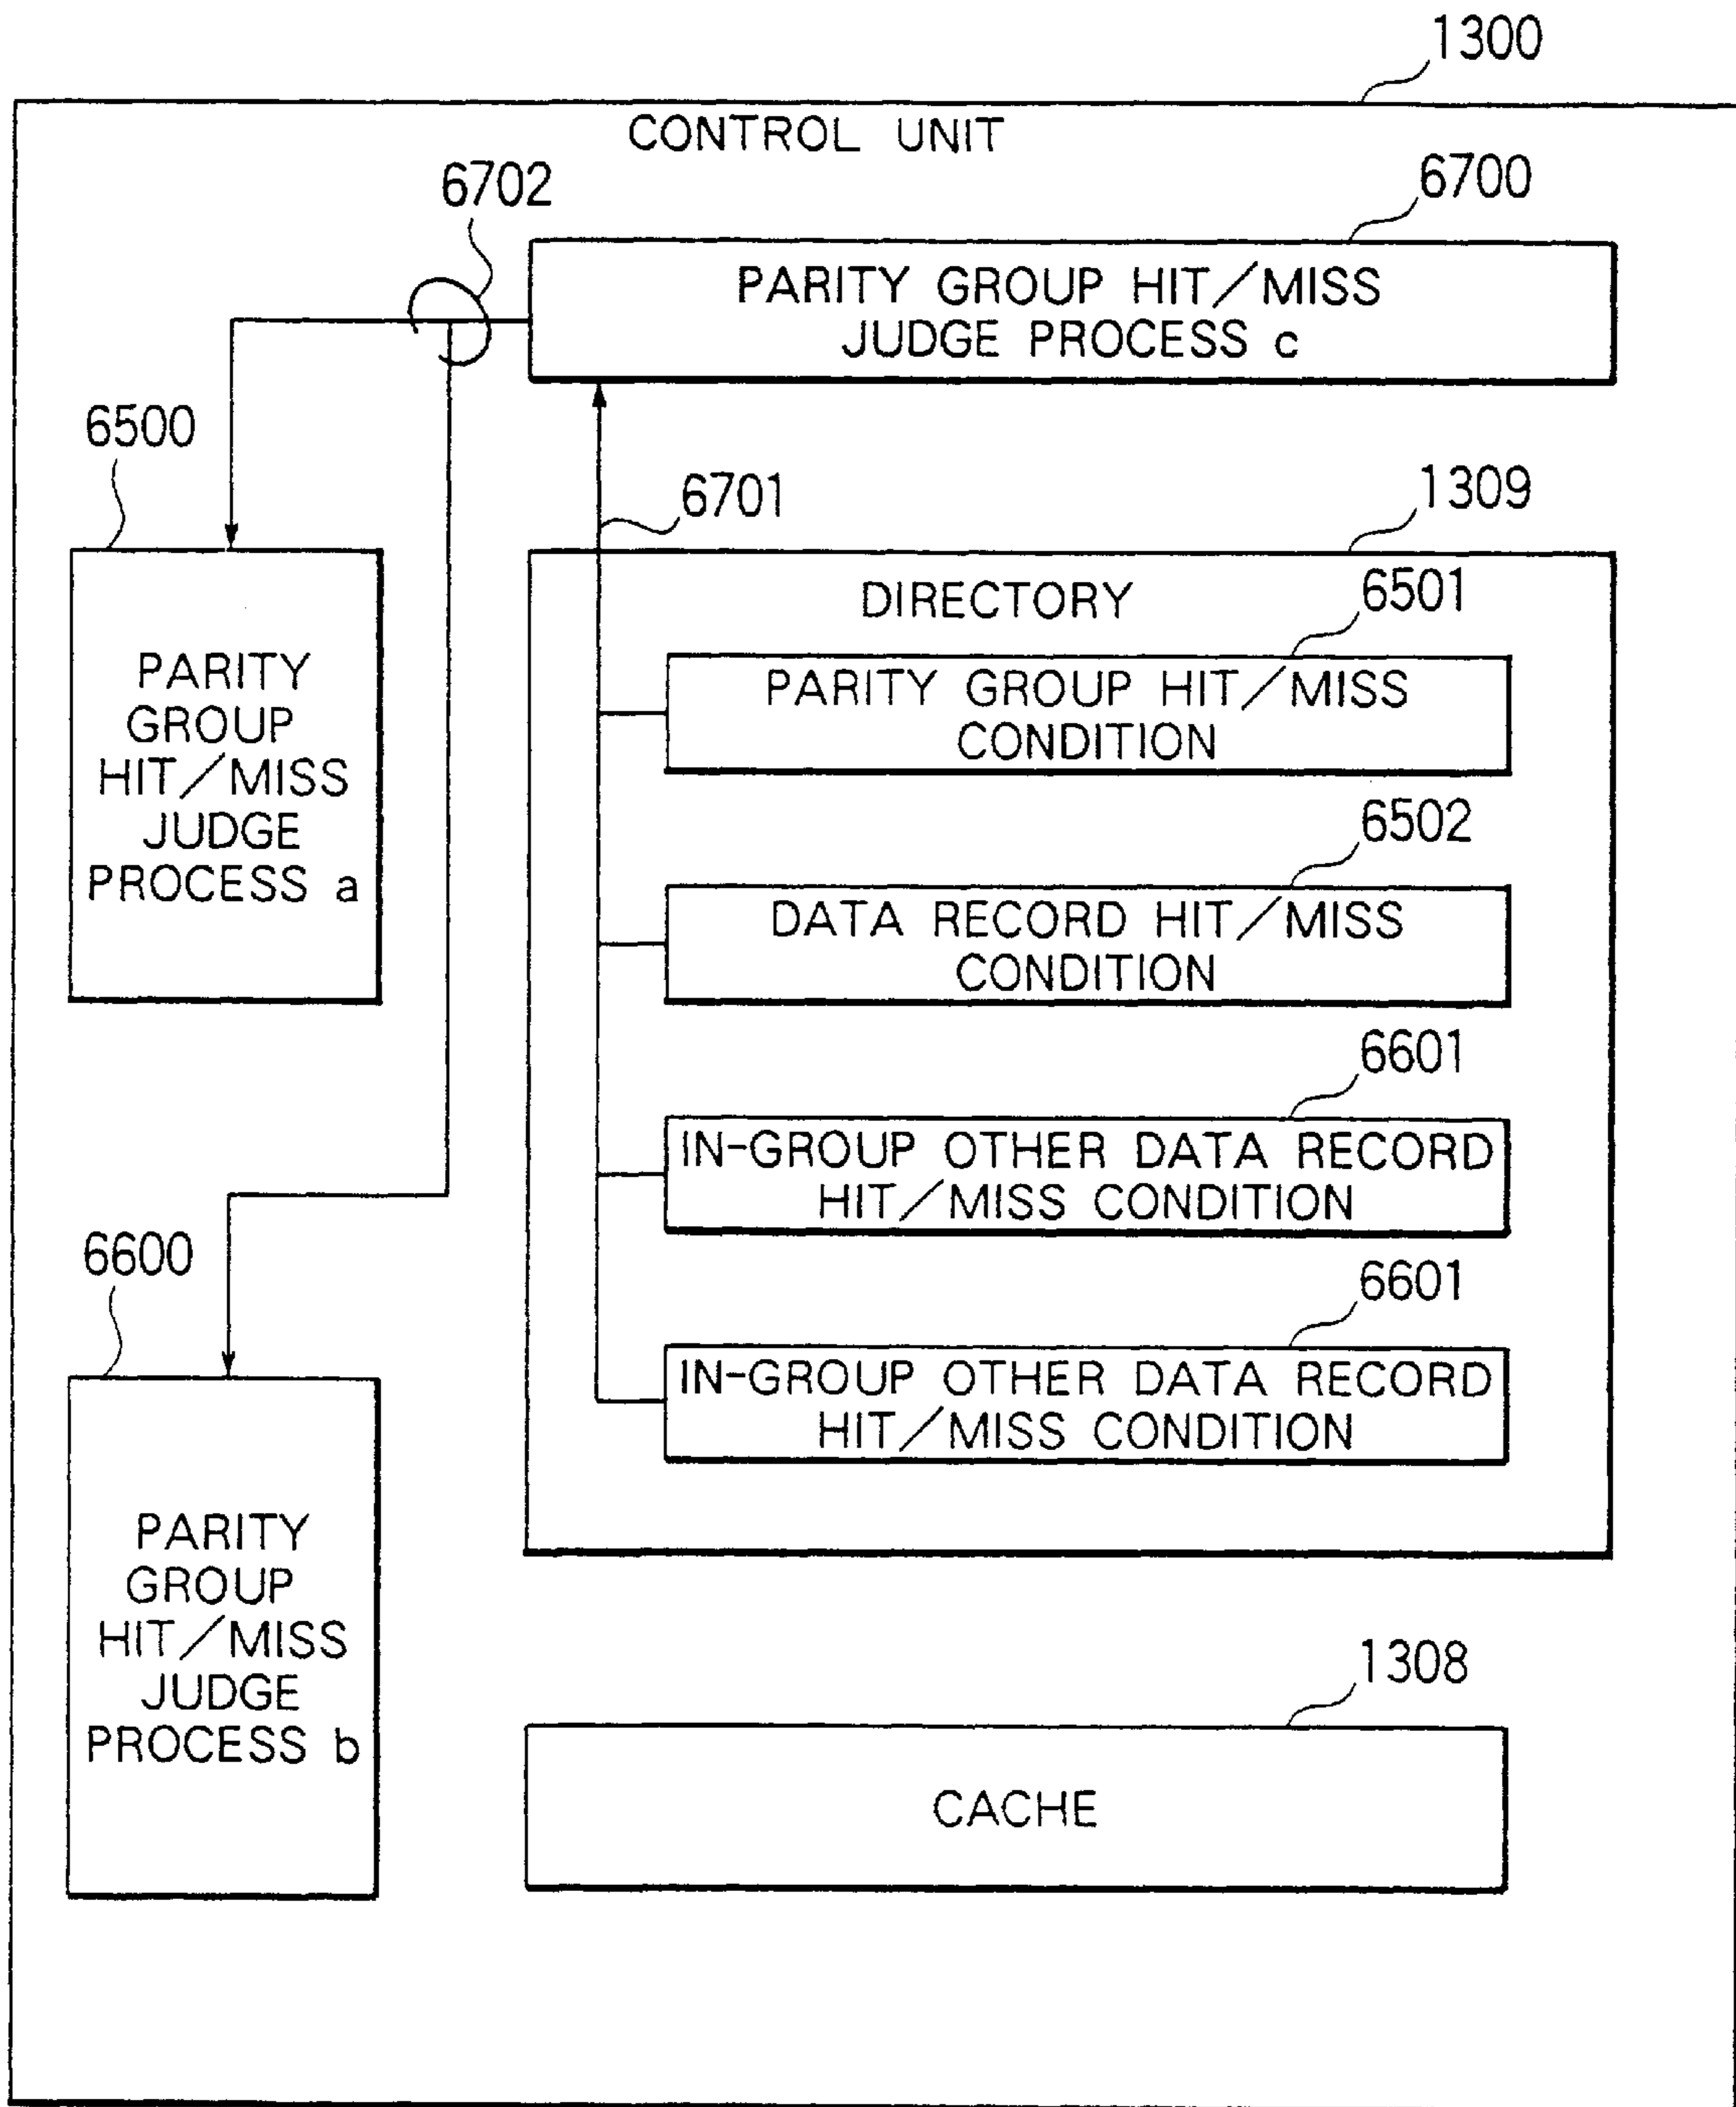 1300
CONTROL UNIT
6702
6700
PARITY GROUP HIT/MISS
JUDGE PROCESS c
6500
6701
1309
PARITY
GROUP
HIT/MISS
JUDGE
PROCESS a
DIRECTORY
6501
PARITY GROUP HIT/MISS
CONDITION
6502
DATA RECORD HIT/MISS
CONDITION
6601
IN-GROUP OTHER DATA RECORD
HIT/MISS CONDITION
6600
6601
IN-GROUP OTHER DATA RECORD
HIT/MISS CONDITION
PARITY
GROUP
HIT/MISS
JUDGE
PROCESS b
1308
CACHE